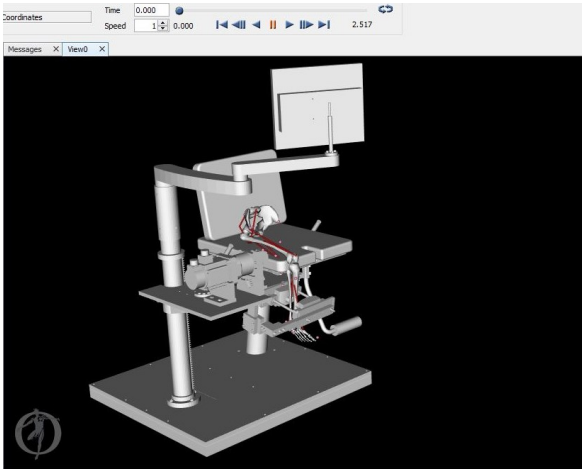 Coordinates
Time 0.000
Speed 1 0.000 2.517
Messages X View0 X